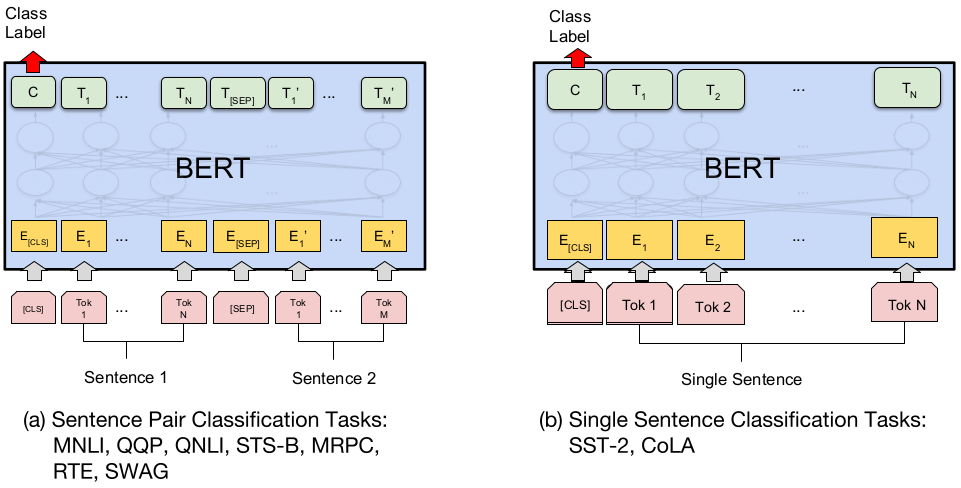 Class
Label
C T1 ... TN T[SEP] T1' ... TM'
...
BERT
...
E[CLS] E1 ... EN E[SEP] E1' ... EM'
[CLS] Tok 1 ... Tok N [SEP] Tok 1 ... Tok M
Sentence 1 Sentence 2
(a) Sentence Pair Classification Tasks:
MNLI, QQP, QNLI, STS-B, MRPC,
RTE, SWAG
Class
Label
C T1 T2 ... TN
...
BERT
...
E[CLS] E1 E2 ... EN
[CLS] Tok 1 Tok 2 ... Tok N
Single Sentence
(b) Single Sentence Classification Tasks:
SST-2, CoLA